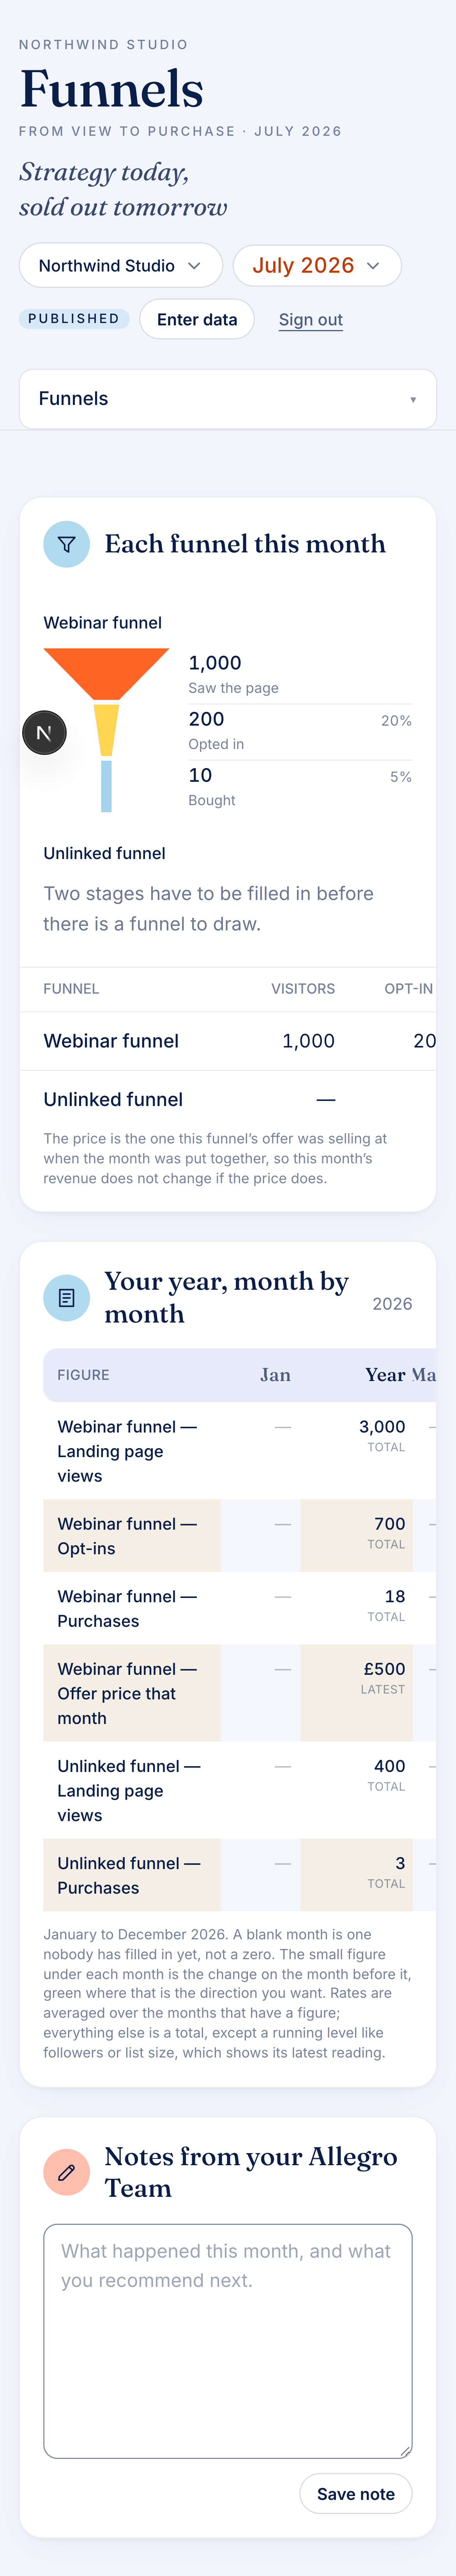 NORTHWIND STUDIO
Funnels
FROM VIEW TO PURCHASE · JULY 2026
Strategy today,
sold out tomorrow
Northwind Studio
July 2026
PUBLISHED
Enter data
Sign out
Funnels
Each funnel this month
Webinar funnel
1,000
Saw the page
200 20%
Opted in
10 5%
Bought
N
Unlinked funnel
Two stages have to be filled in before
there is a funnel to draw.
FUNNEL VISITORS OPT-IN
Webinar funnel 1,000 20
Unlinked funnel —
The price is the one this funnel’s offer was selling at
when the month was put together, so this month’s
revenue does not change if the price does.
Your year, month by
month
2026
FIGURE Jan Year Ma
Webinar funnel — — 3,000 –
Landing page TOTAL
views
Webinar funnel — — 700 –
Opt-ins TOTAL
Webinar funnel — — 18 –
Purchases TOTAL
Webinar funnel — — £500 –
Offer price that LATEST
month
Unlinked funnel — — 400 –
Landing page TOTAL
views
Unlinked funnel — — 3 –
Purchases TOTAL
January to December 2026. A blank month is one
nobody has filled in yet, not a zero. The small figure
under each month is the change on the month before it,
green where that is the direction you want. Rates are
averaged over the months that have a figure;
everything else is a total, except a running level like
followers or list size, which shows its latest reading.
Notes from your Allegro
Team
What happened this month, and what
you recommend next.
Save note